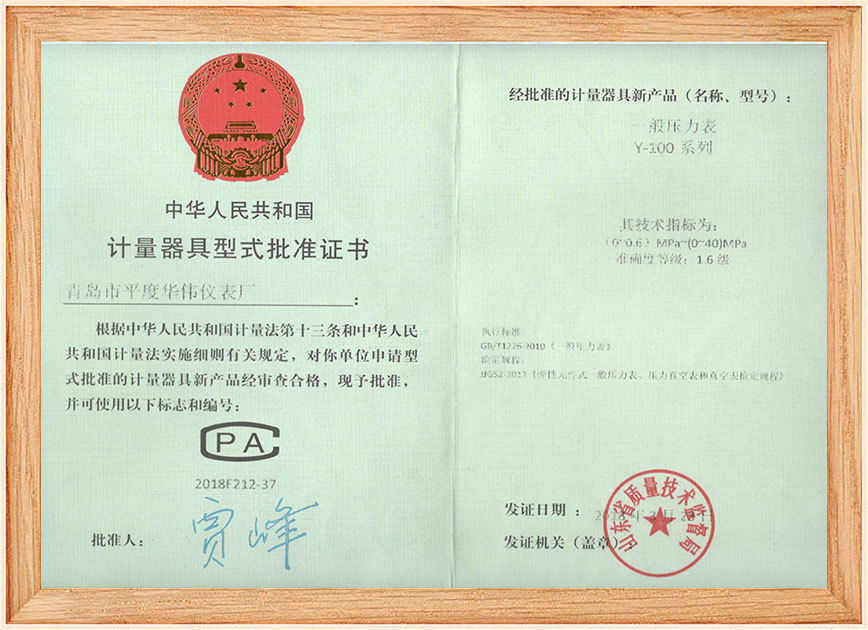 中华人民共和国
计量器具型式批准证书
青岛市平度华伟仪表厂:
根据中华人民共和国计量法第十三条和中华人民
共和国计量法实施细则有关规定，对你单位申请型
式批准的计量器具新产品经审查合格，现予批准，
并可使用以下标志和编号:
CPA
2018F212-37
批准人:
贾峰
经批准的计量器具新产品（名称、型号）:
一般压力表
Y-100 系列
其技术指标为:
（0~0.6）MPa~(0~40)MPa
准确度等级: 1.6 级
执行标准:
GB/T1226-2010《一般压力表》
检定规程:
JJG52-2013《弹性元件式一般压力表、压力真空表和真空表检定规程》
发证日期 :
发证机关（盖章）
山东省质量技术监督局